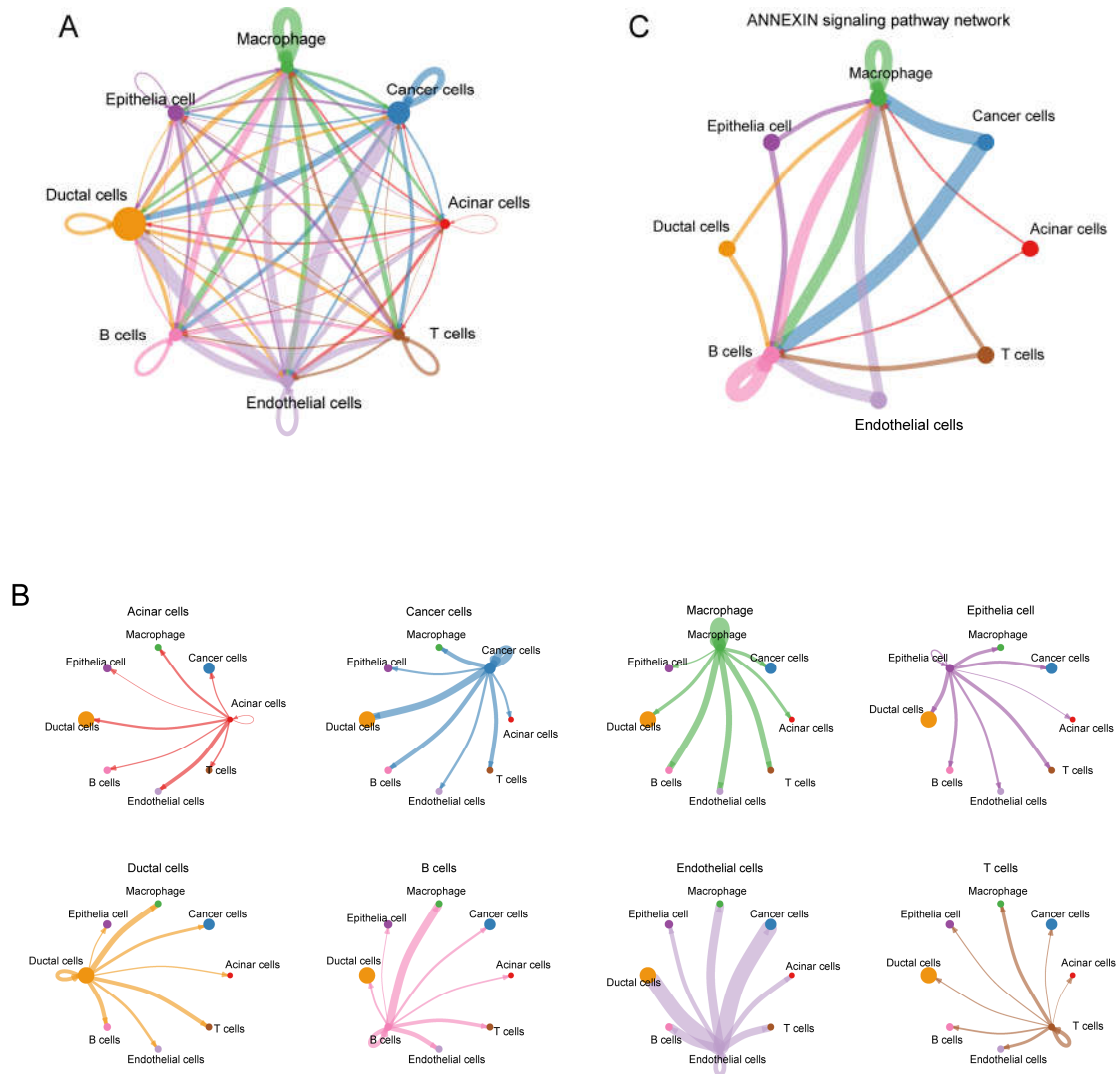 A
Macrophage
Cancer cells
Epithelia cell
Ductal cells
Acinar cells
B cells
T cells
Endothelial cells
C
ANNEXIN signaling pathway network
Macrophage
Cancer cells
Epithelia cell
Ductal cells
Acinar cells
B cells
T cells
Endothelial cells
B
Acinar cells
Macrophage
Epithelia cell
Cancer cells
Acinar cells
Ductal cells
B cells
T cells
Endothelial cells
Cancer cells
Macrophage
Epithelia cell
Cancer cells
Ductal cells
Acinar cells
B cells
T cells
Endothelial cells
Macrophage
Macrophage
Epithelia cell
Cancer cells
Ductal cells
Acinar cells
B cells
T cells
Endothelial cells
Epithelia cell
Macrophage
Epithelia cell
Cancer cells
Ductal cells
Acinar cells
B cells
T cells
Endothelial cells
Ductal cells
Macrophage
Epithelia cell
Cancer cells
Ductal cells
Acinar cells
B cells
T cells
Endothelial cells
B cells
Macrophage
Epithelia cell
Cancer cells
Ductal cells
Acinar cells
B cells
T cells
Endothelial cells
Endothelial cells
Macrophage
Epithelia cell
Cancer cells
Ductal cells
Acinar cells
B cells
T cells
Endothelial cells
T cells
Macrophage
Epithelia cell
Cancer cells
Ductal cells
Acinar cells
B cells
T cells
Endothelial cells